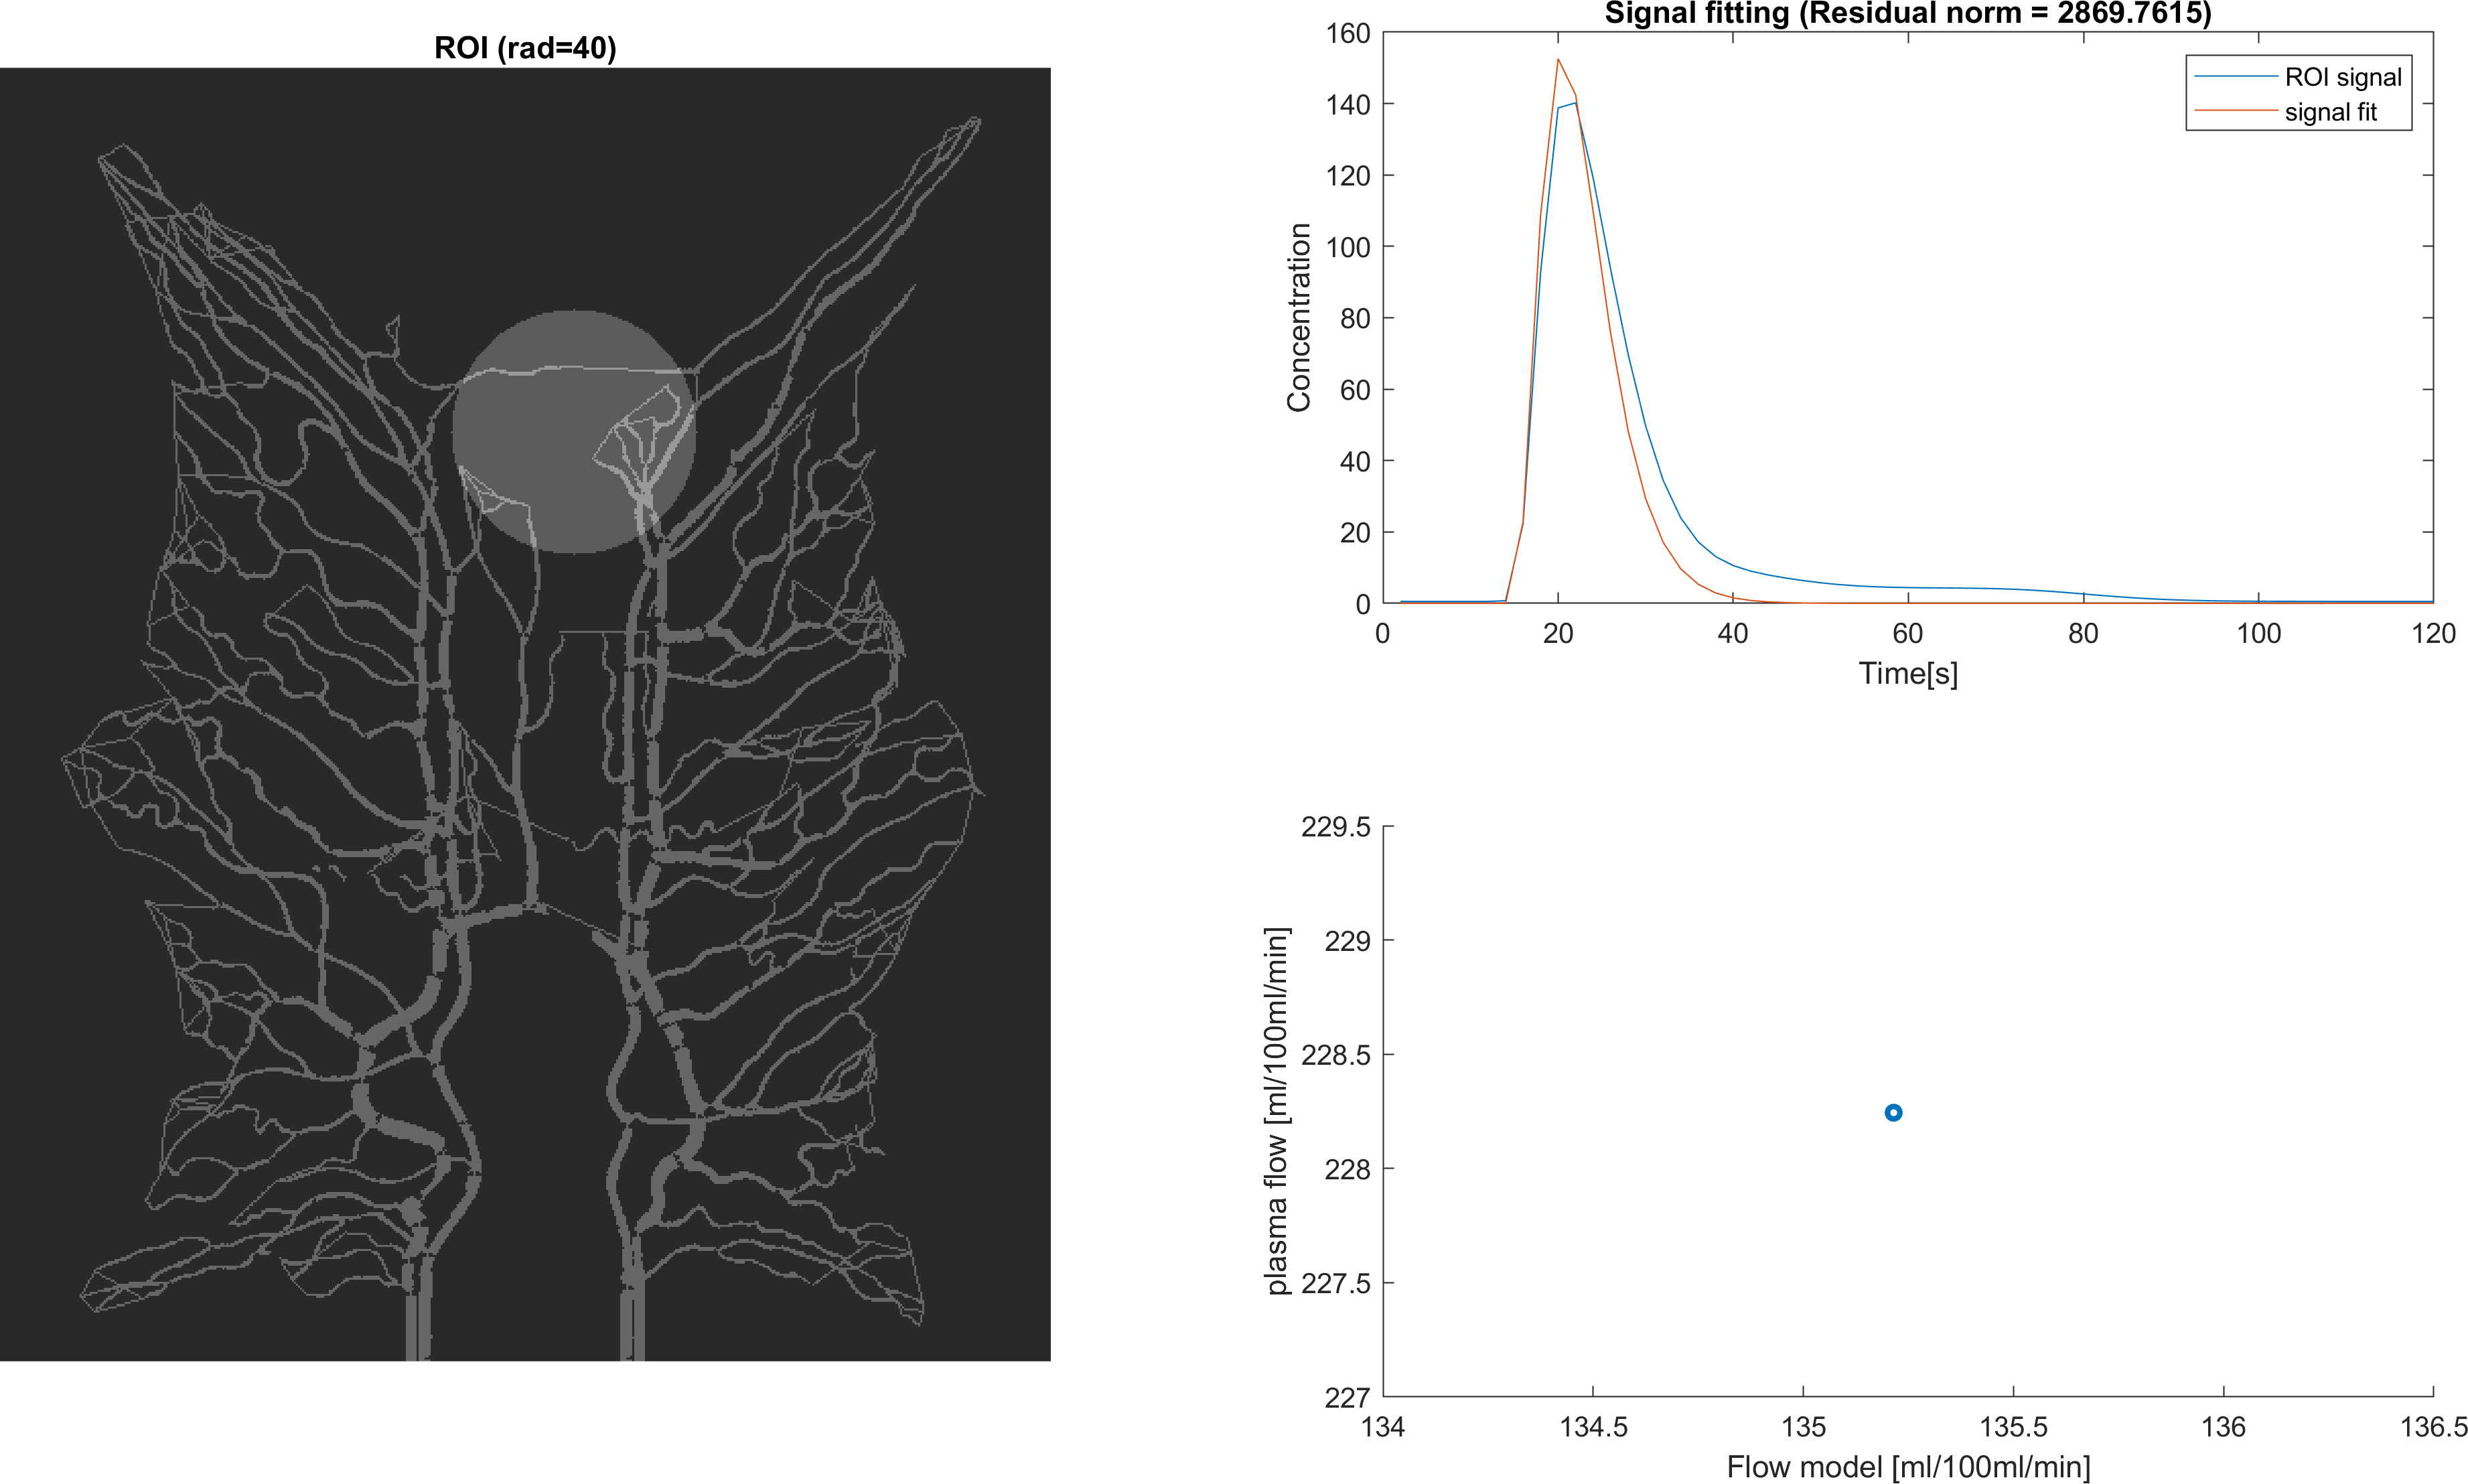 ROI (rad=40)
Signal fitting (Residual norm = 2869.7615)
160
140
120
100
80
60
40
20
0
Concentration
ROI signal
signal fit
0 20 40 60 80 100 120
Time[s]
229.5
229
228.5
228
227.5
227
plasma flow [ml/100ml/min]
134 134.5 135 135.5 136 136.5
Flow model [ml/100ml/min]